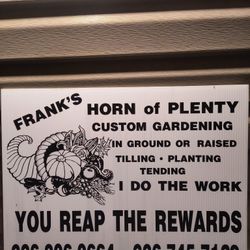 FRANK'S
HORN of PLENTY
CUSTOM GARDENING
IN GROUND OR RAISED
TILLING • PLANTING
TENDING
I DO THE WORK
YOU REAP THE REWARDS